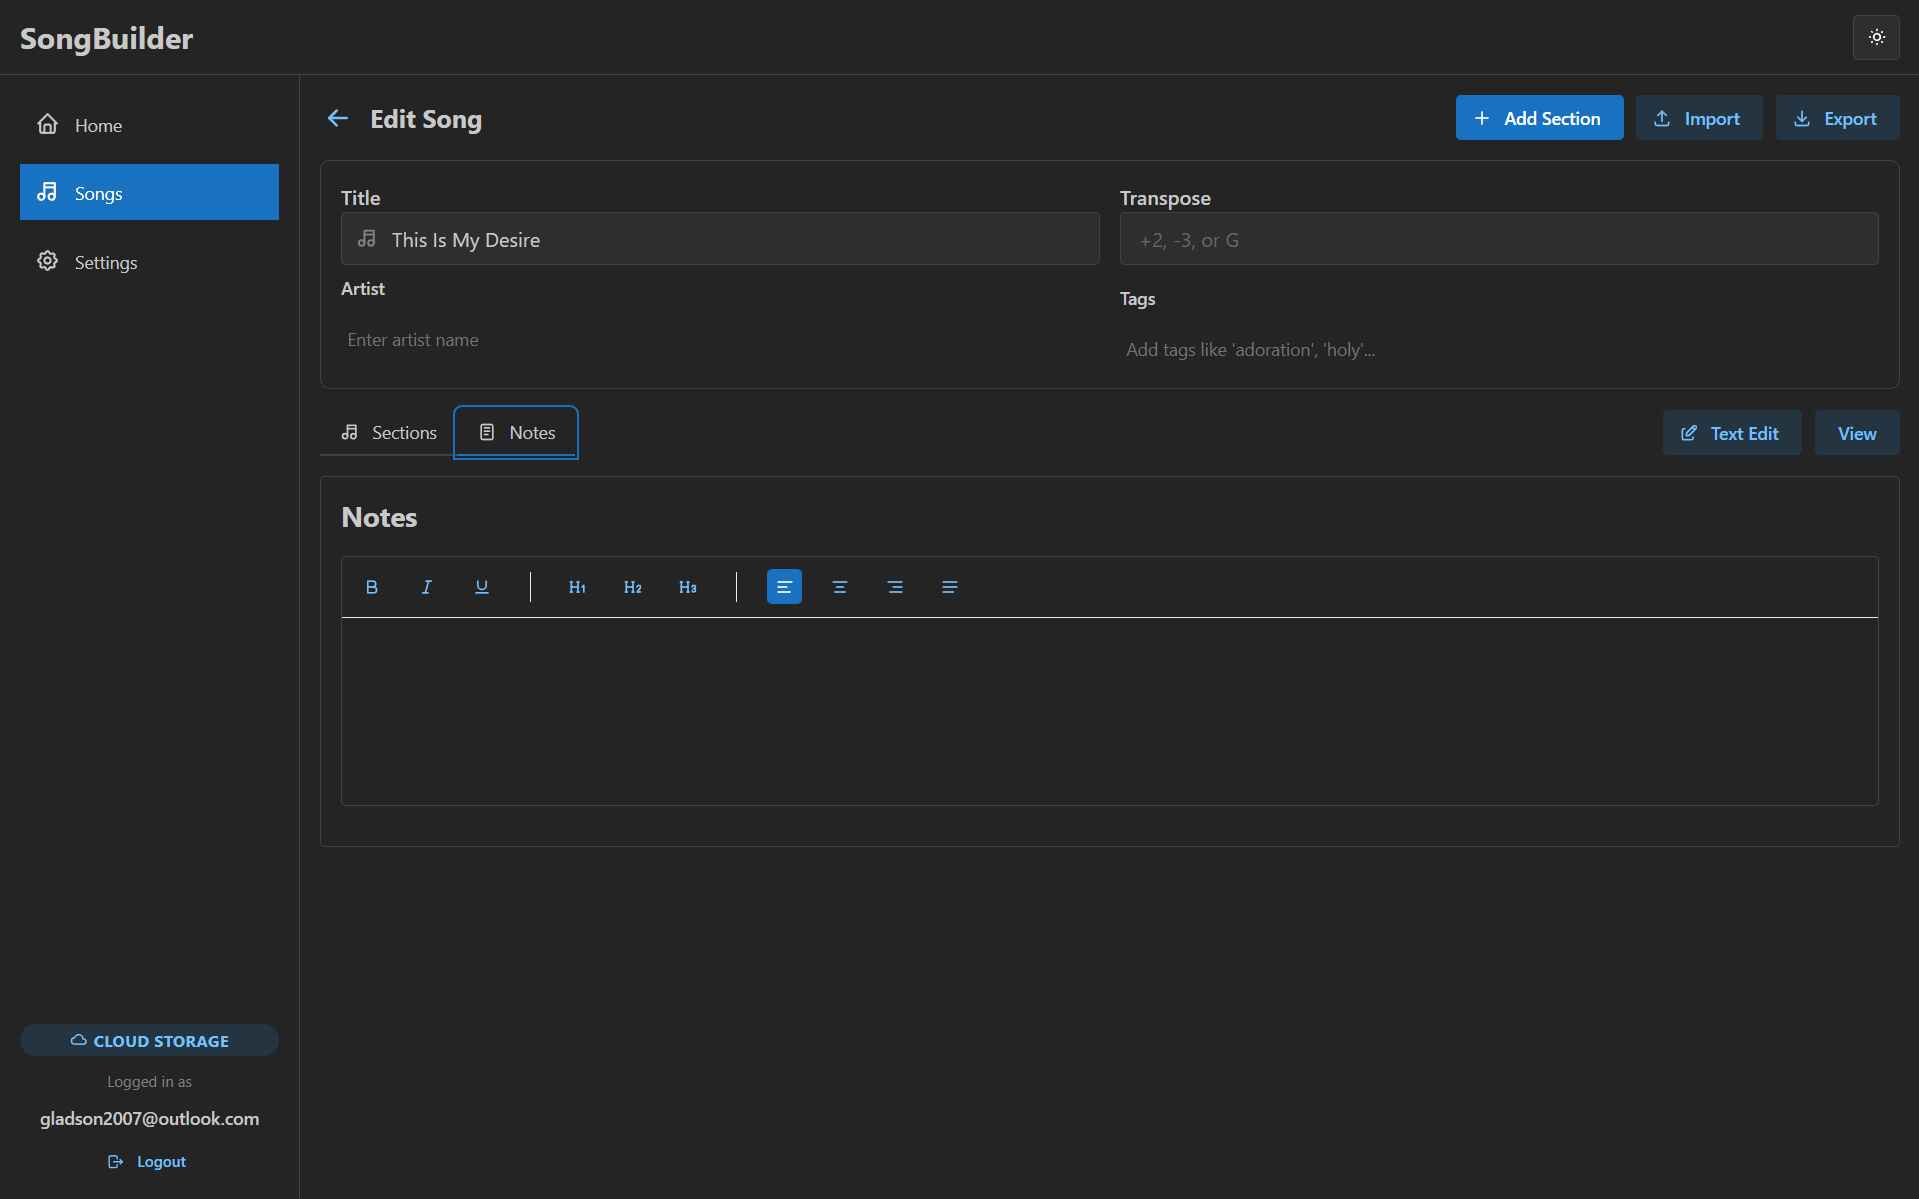 SongBuilder
Home
Songs
Settings
Edit Song
Add Section
Import
Export
Title
This Is My Desire
Transpose
+2, -3, or G
Artist
Enter artist name
Tags
Add tags like 'adoration', 'holy'...
Sections
Notes
Text Edit
View
Notes
B I U H1 H2 H3
CLOUD STORAGE
Logged in as
gladson2007@outlook.com
Logout